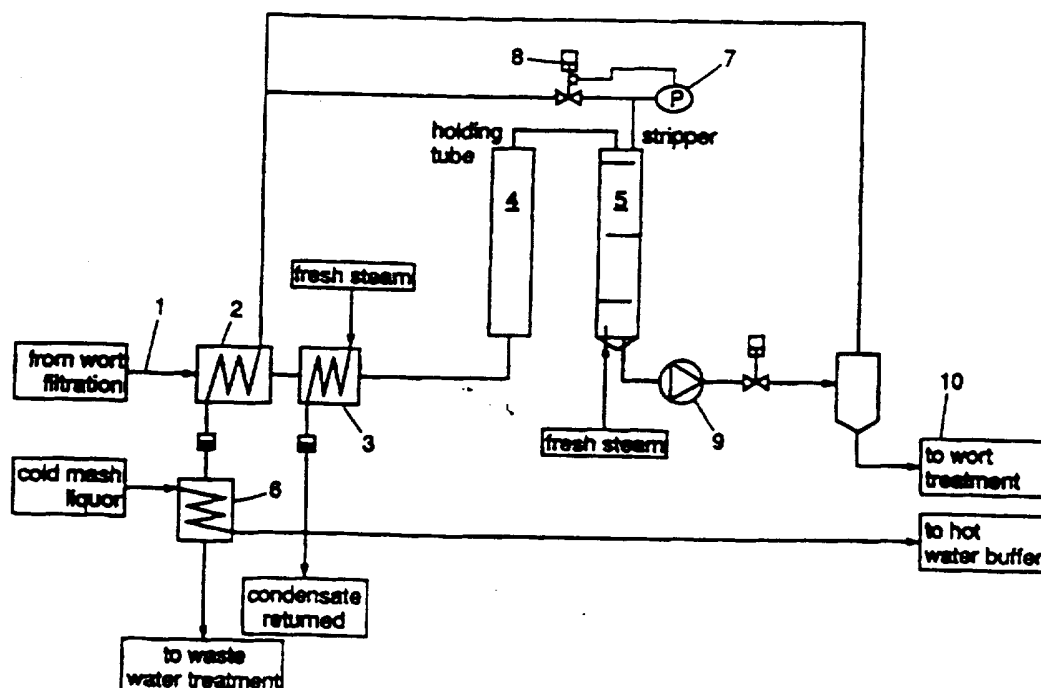 8
7
P
holding
tube
stripper
4
5
fresh steam
1
2
from wort
filtration
3
fresh steam
9
10
to wort
treatment
cold mash
liquor
6
to hot
water buffer
condensate
returned
to waste
water treatment